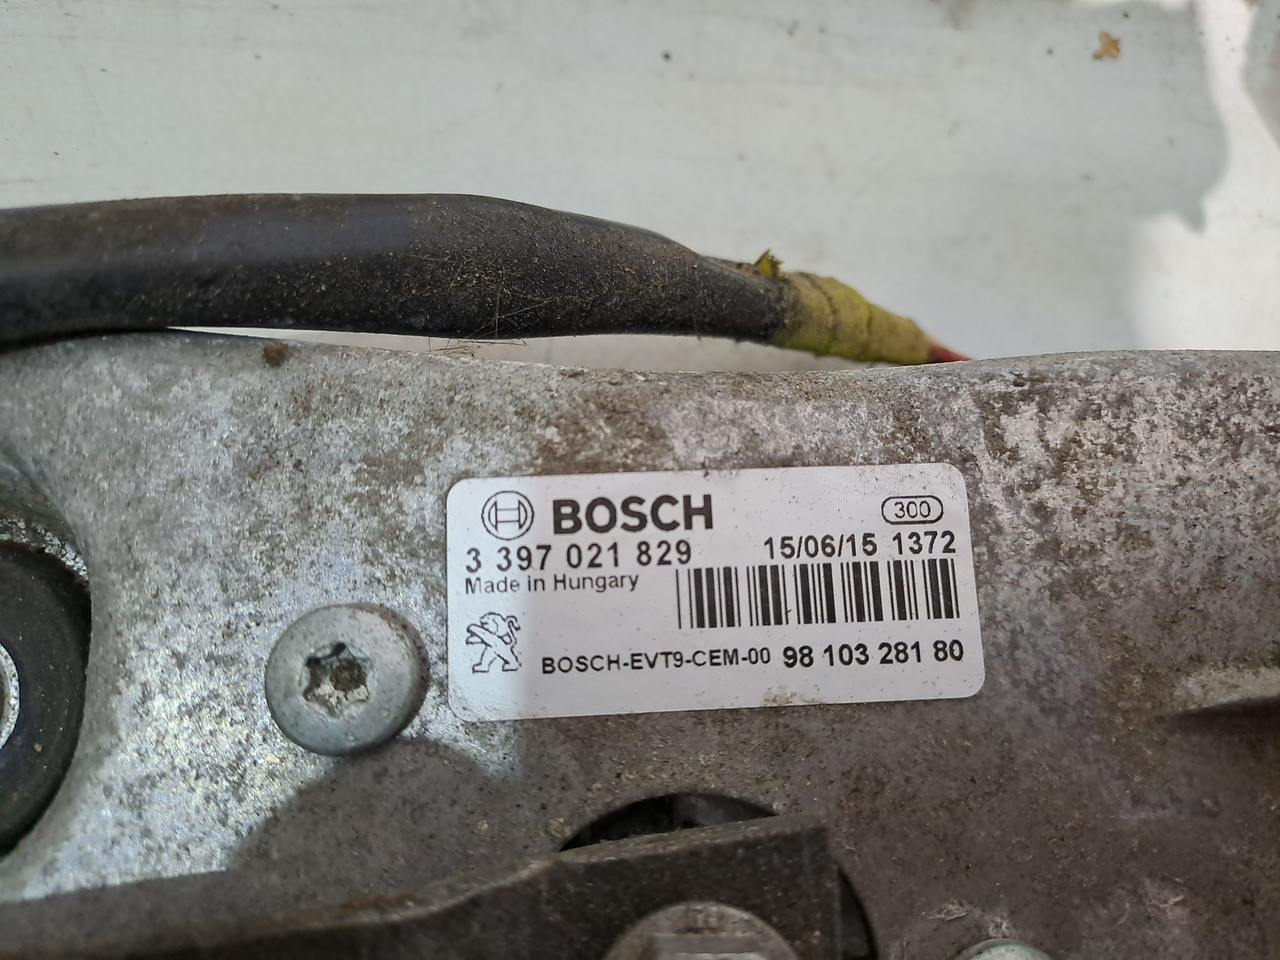 BOSCH 300
3 397 021 829 15/06/15 1372
Made in Hungary
BOSCH-EVT9-CEM-00 98 103 281 80